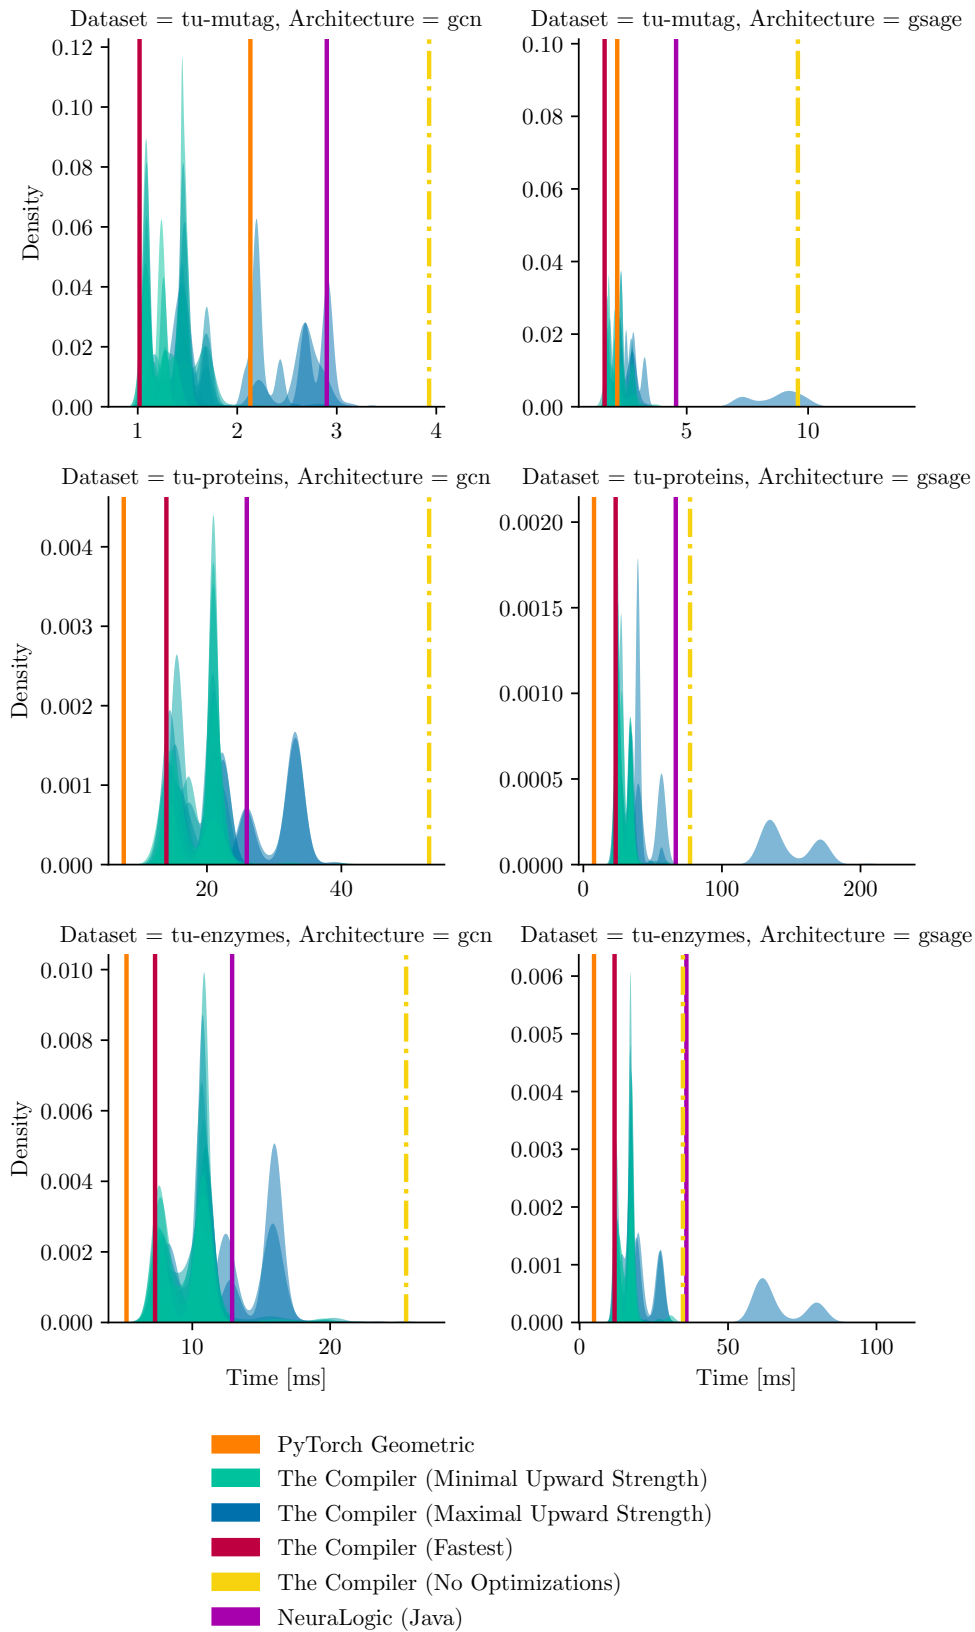 Dataset = tu-mutag, Architecture = gcn
Dataset = tu-mutag, Architecture = gsage
0.12
0.10
0.08
0.06
0.04
0.02
0.00
Density
1 2 3 4
0.10
0.08
0.06
0.04
0.02
0.00
5 10
Dataset = tu-proteins, Architecture = gcn
Dataset = tu-proteins, Architecture = gsage
0.004
0.003
0.002
0.001
0.000
Density
20 40
0.0020
0.0015
0.0010
0.0005
0.0000
0 100 200
Dataset = tu-enzymes, Architecture = gcn
Dataset = tu-enzymes, Architecture = gsage
0.010
0.008
0.006
0.004
0.002
0.000
Density
10 20
Time [ms]
0.006
0.005
0.004
0.003
0.002
0.001
0.000
0 50 100
Time [ms]
PyTorch Geometric
The Compiler (Minimal Upward Strength)
The Compiler (Maximal Upward Strength)
The Compiler (Fastest)
The Compiler (No Optimizations)
NeuraLogic (Java)